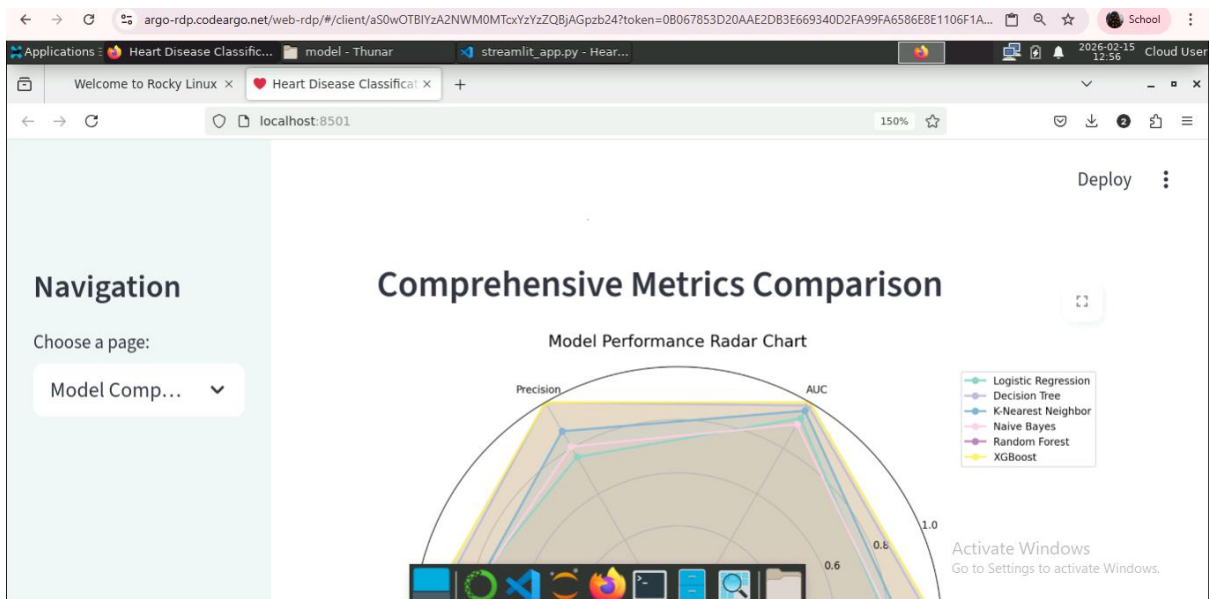 argo-rdp.codeargo.net/web-rdp/#/client/aS0wOTBIYzA2NWM0MTcxYzYzZQBjAGpzb24?token=0B067853D20AAE2DB3E669340D2FA99FA6586E8E1106F1A...
School
Applications
Heart Disease Classific...
model - Thunar
streamlit_app.py - Hear...
2026-02-15
12:56
Cloud User
Welcome to Rocky Linux
Heart Disease Classificat
localhost:8501
150%
2
Deploy
Navigation
Choose a page:
Model Comp...
Comprehensive Metrics Comparison
Model Performance Radar Chart
Precision
AUC
Logistic Regression
Decision Tree
K-Nearest Neighbor
Naive Bayes
Random Forest
XGBoost
1.0
0.8
0.6
Activate Windows
Go to Settings to activate Windows.